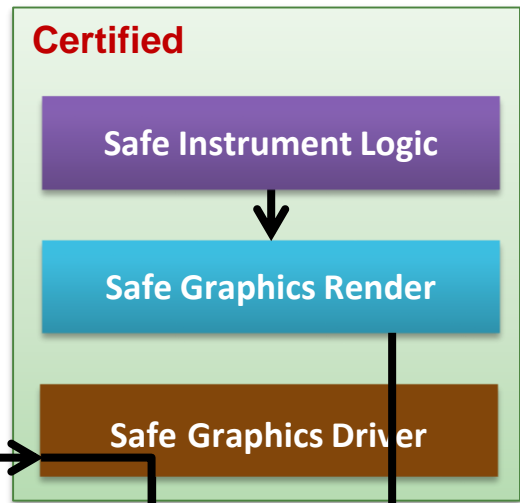 Certified
Safe Instrument Logic
Safe Graphics Render
Safe Graphics Driver